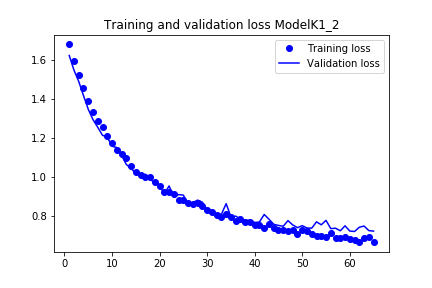 Training and validation loss ModelK1_2
Training loss
Validation loss
1.6
1.4
1.2
1.0
0.8
0 10 20 30 40 50 60